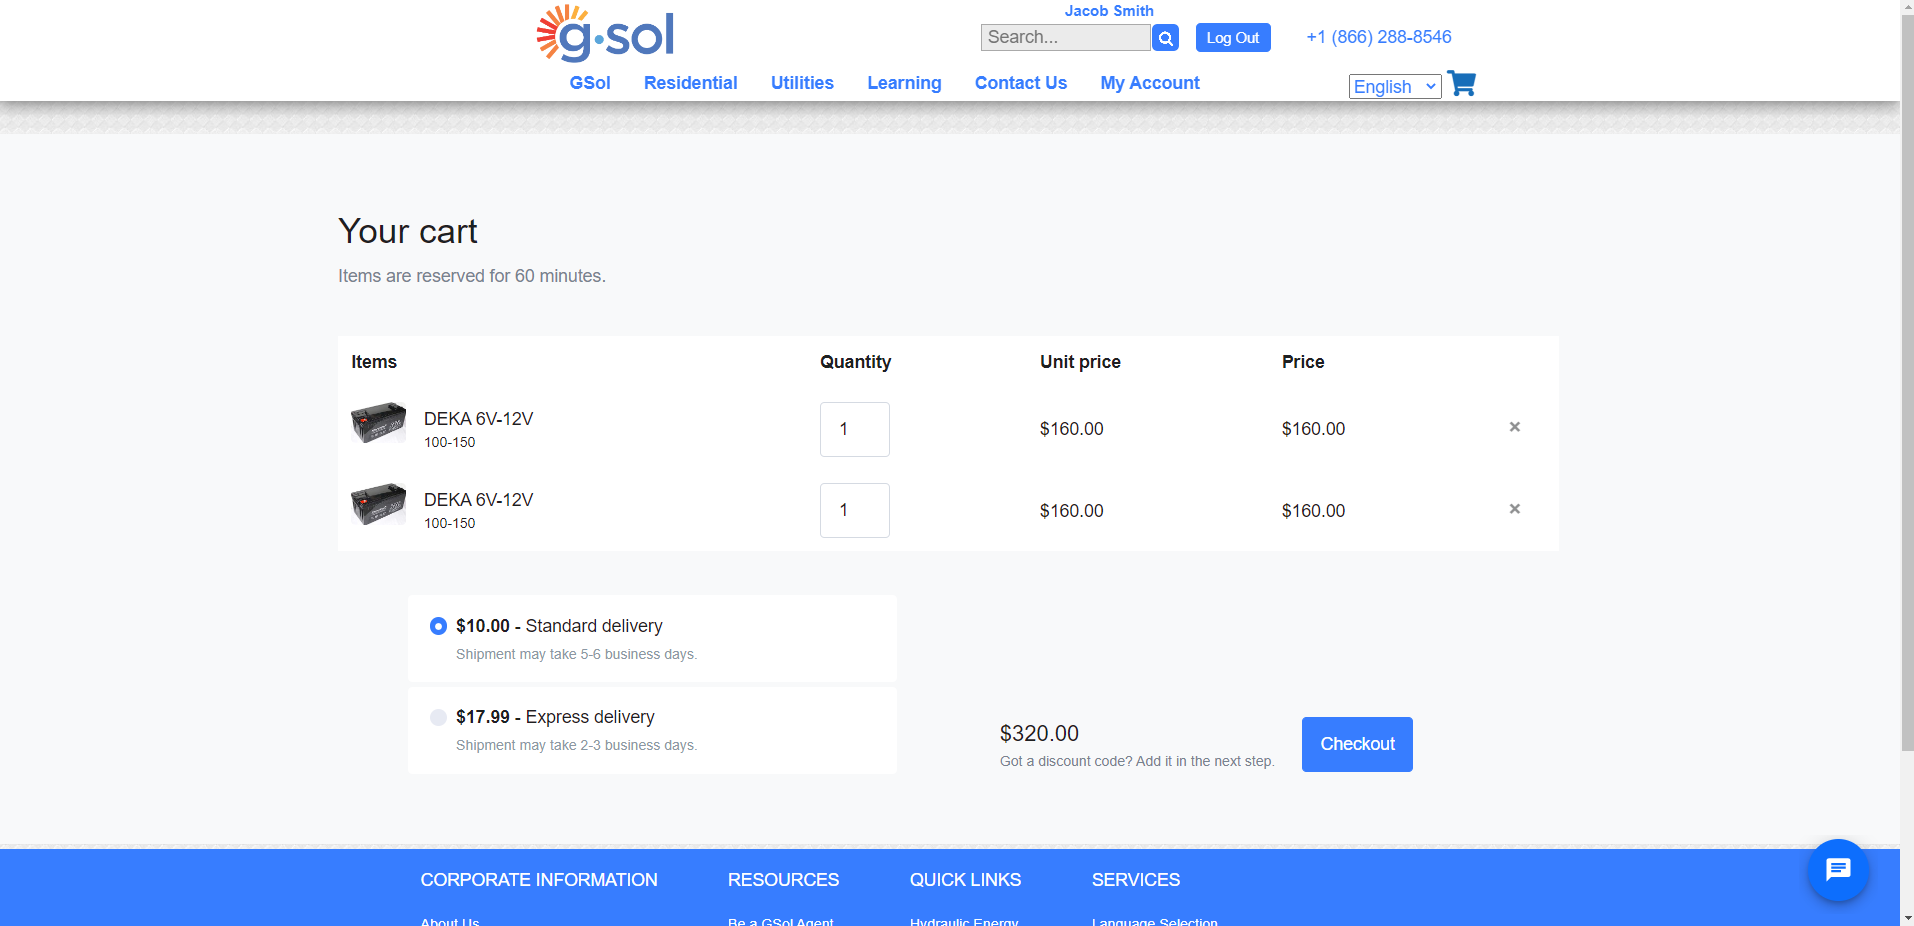 g·sol
Jacob Smith
Search...
Log Out
+1 (866) 288-8546
GSol Residential Utilities Learning Contact Us My Account
English
Your cart
Items are reserved for 60 minutes.
Items Quantity Unit price Price
DEKA 6V-12V
100-150
1 $160.00 $160.00 ×
DEKA 6V-12V
100-150
1 $160.00 $160.00 ×
$10.00 - Standard delivery
Shipment may take 5-6 business days.
$17.99 - Express delivery
Shipment may take 2-3 business days.
$320.00
Got a discount code? Add it in the next step.
Checkout
CORPORATE INFORMATION RESOURCES QUICK LINKS SERVICES
About Us Be a GSol Agent Hydraulic Energy Language Selection